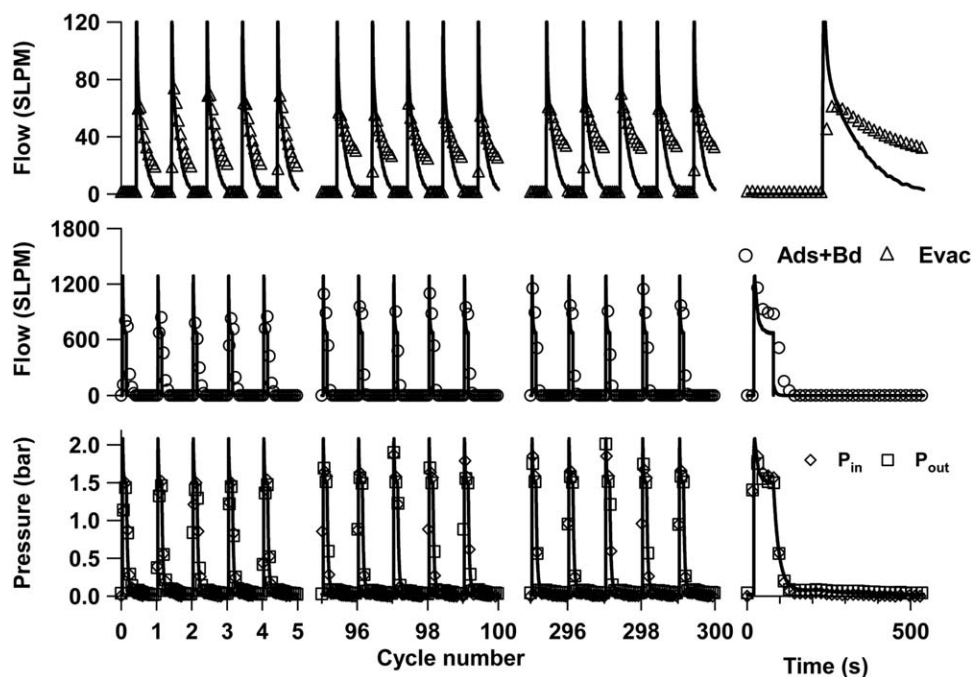 120
80
40
0
Flow (SLPM)
1800
1200
600
0
Flow (SLPM)
Ads+Bd
Evac
2.0
1.5
1.0
0.5
0.0
Pressure (bar)
P_in
P_out
0 1 2 3 4 5
96 98 100
296 298 300
0 500
Cycle number
Time (s)